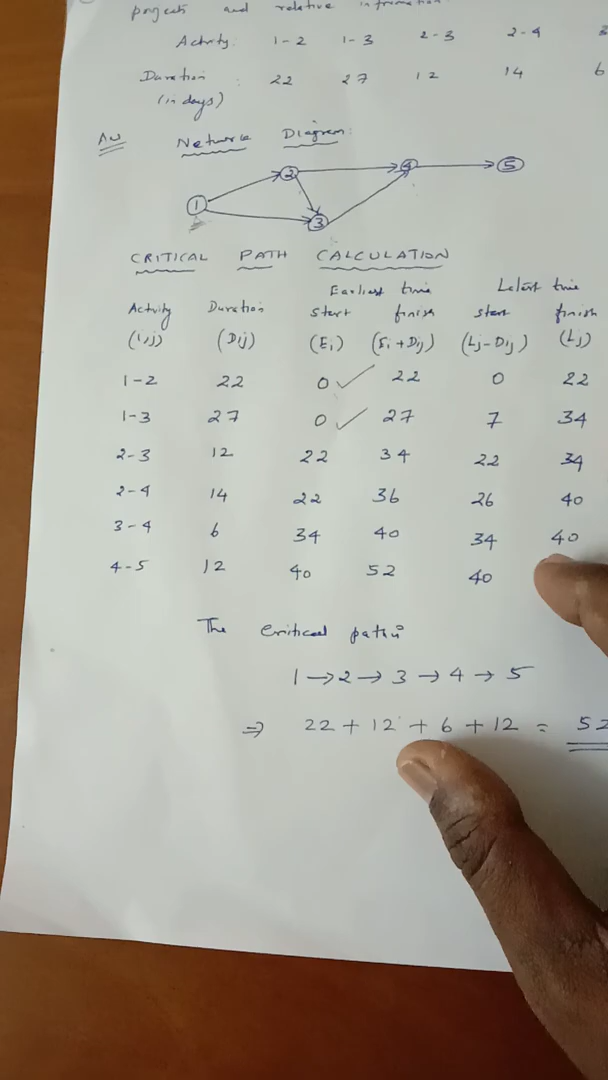 projects and relative information.
Activity: 1-2 1-3 2-3 2-4
Duration : 22 27 12 14 6
(in days)
Network Diagram:
1 2 3 4 5
CRITICAL PATH CALCULATION
Earliest time Latest time
Activity Duration start finish start finish
(i,j) (Dij) (Ei) (Ei + Dij) (Lj - Dij) (Lj)
1-2 22 0 ✓ 22 0 22
1-3 27 0 ✓ 27 7 34
2-3 12 22 34 22 34
2-4 14 22 36 26 40
3-4 6 34 40 34 40
4-5 12 40 52 40
The critical path is
1 → 2 → 3 → 4 → 5
⇒ 22 + 12 + 6 + 12 = 52